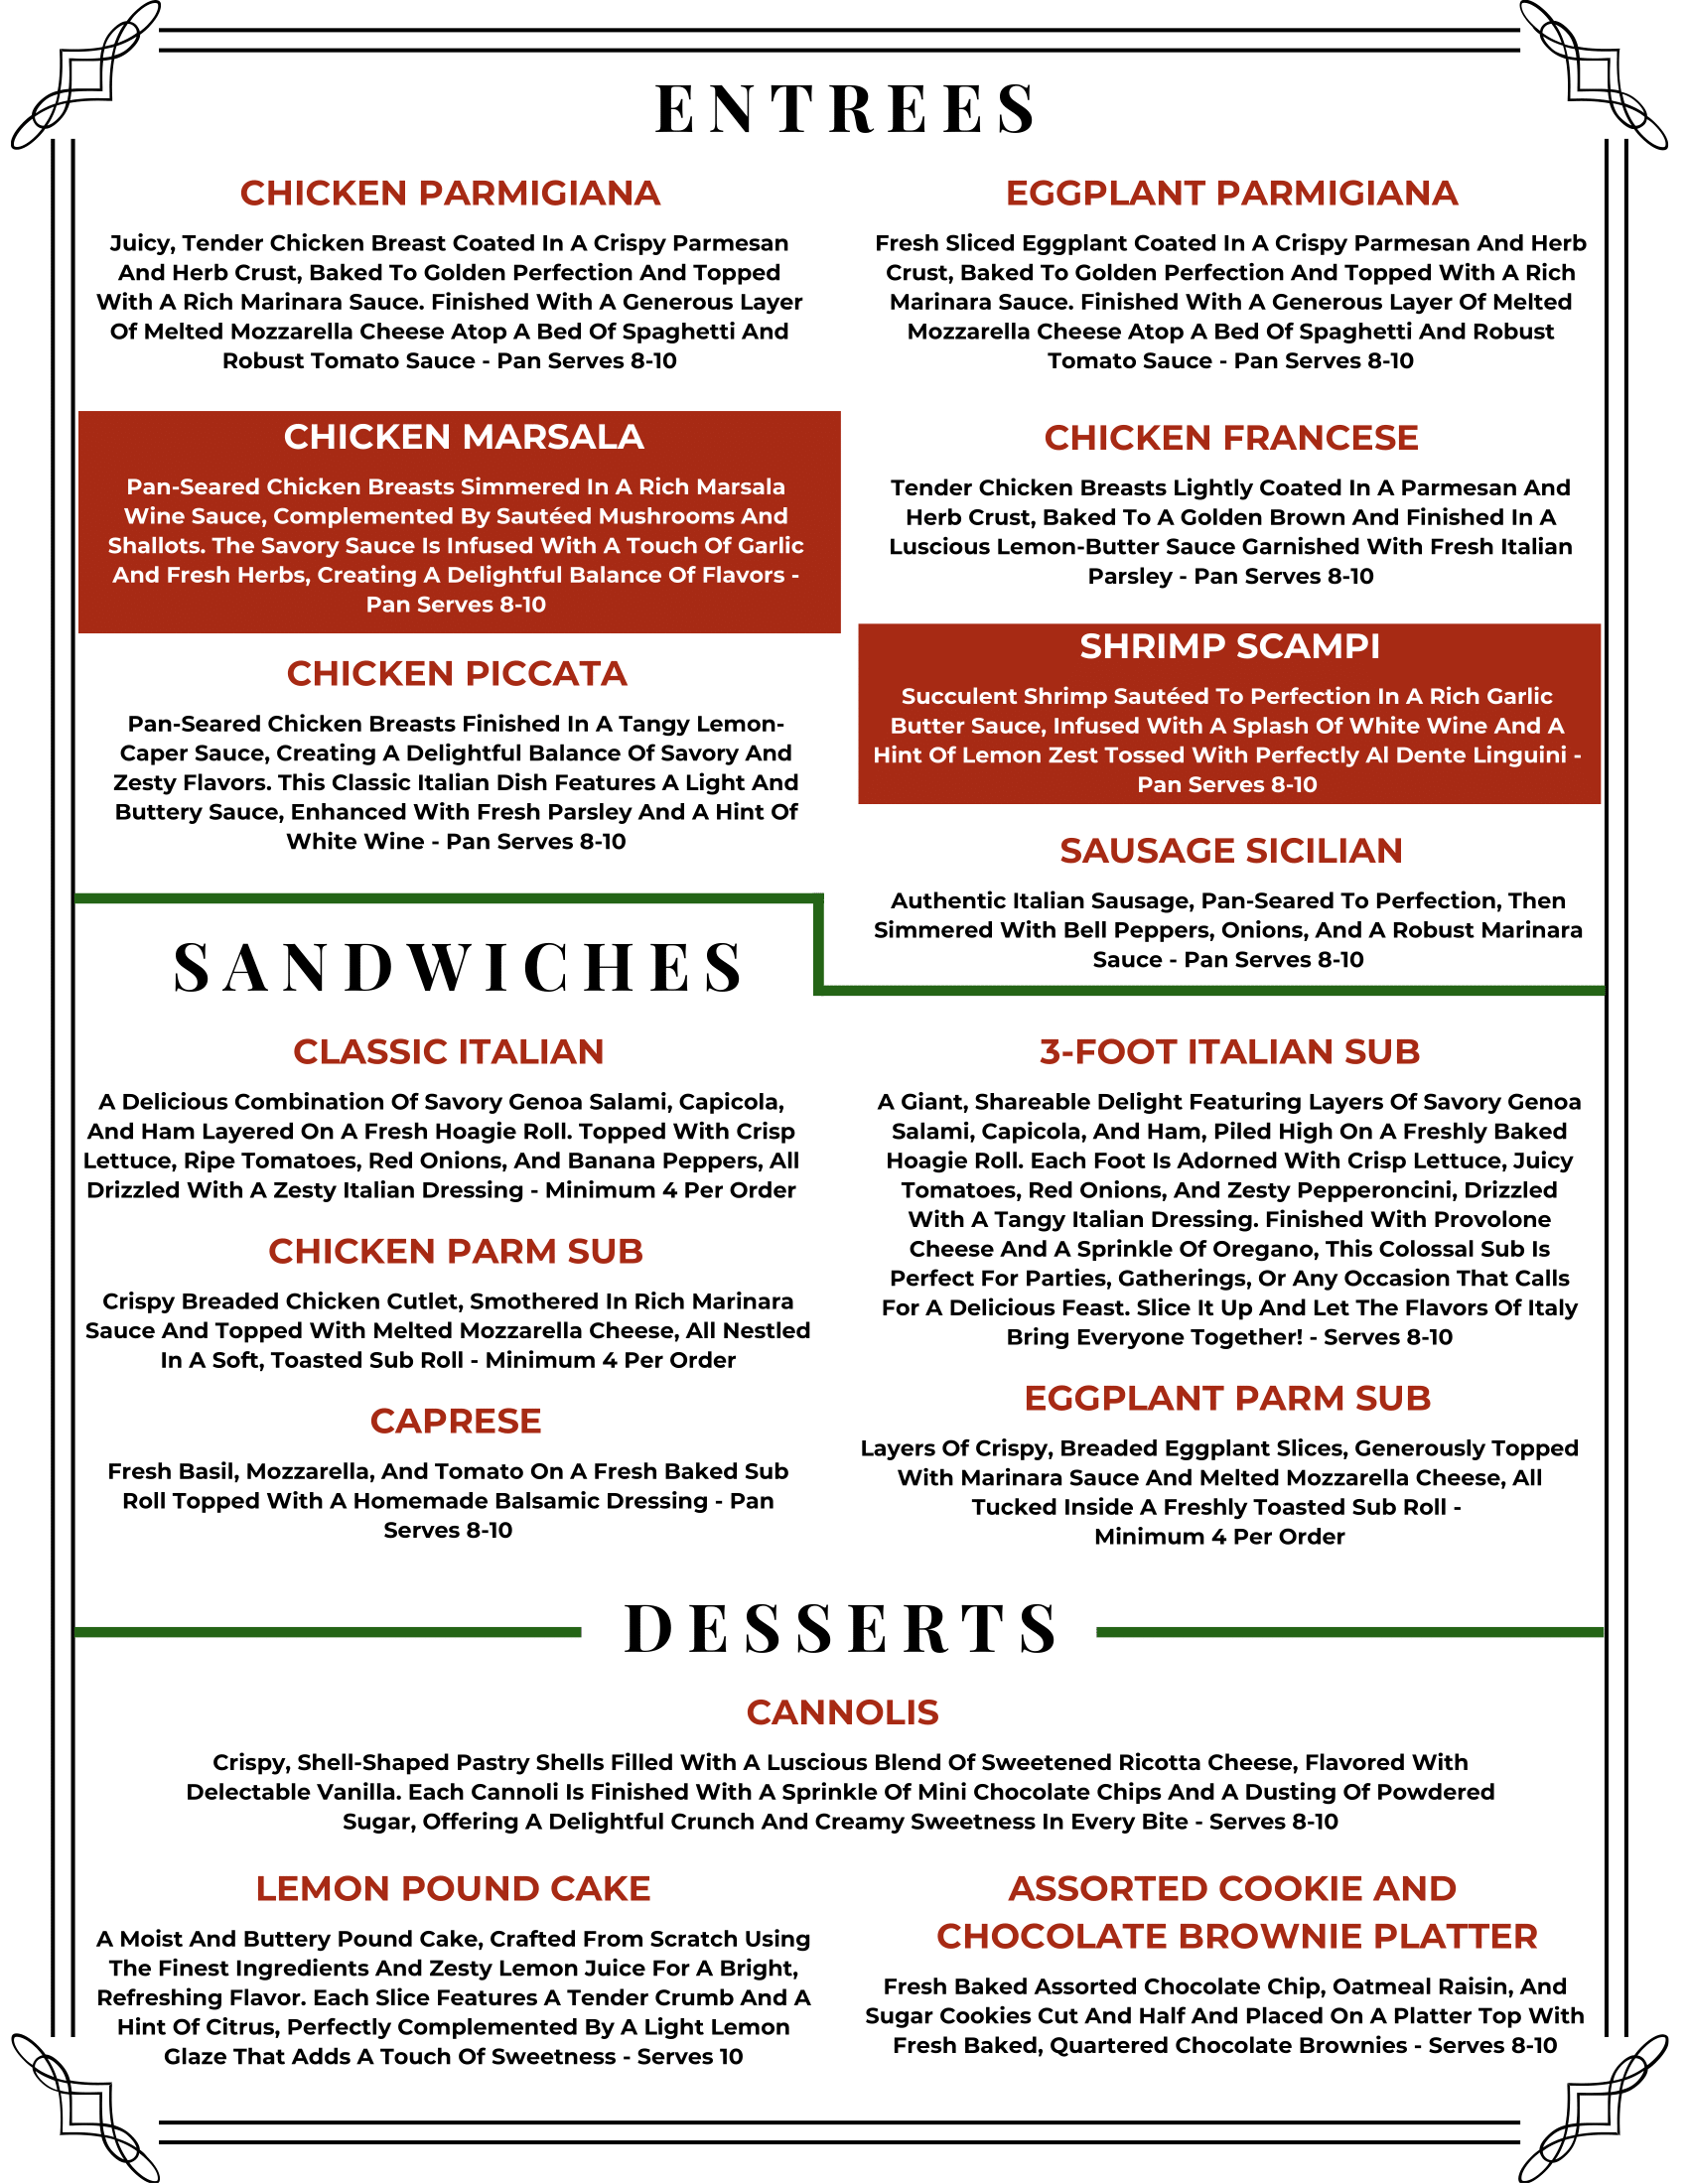 ENTREES
CHICKEN PARMIGIANA
Juicy, Tender Chicken Breast Coated In A Crispy Parmesan
And Herb Crust, Baked To Golden Perfection And Topped
With A Rich Marinara Sauce. Finished With A Generous Layer
Of Melted Mozzarella Cheese Atop A Bed Of Spaghetti And
Robust Tomato Sauce - Pan Serves 8-10
CHICKEN MARSALA
Pan-Seared Chicken Breasts Simmered In A Rich Marsala
Wine Sauce, Complemented By Sautéed Mushrooms And
Shallots. The Savory Sauce Is Infused With A Touch Of Garlic
And Fresh Herbs, Creating A Delightful Balance Of Flavors -
Pan Serves 8-10
CHICKEN PICCATA
Pan-Seared Chicken Breasts Finished In A Tangy Lemon-
Caper Sauce, Creating A Delightful Balance Of Savory And
Zesty Flavors. This Classic Italian Dish Features A Light And
Buttery Sauce, Enhanced With Fresh Parsley And A Hint Of
White Wine - Pan Serves 8-10
EGGPLANT PARMIGIANA
Fresh Sliced Eggplant Coated In A Crispy Parmesan And Herb
Crust, Baked To Golden Perfection And Topped With A Rich
Marinara Sauce. Finished With A Generous Layer Of Melted
Mozzarella Cheese Atop A Bed Of Spaghetti And Robust
Tomato Sauce - Pan Serves 8-10
CHICKEN FRANCESE
Tender Chicken Breasts Lightly Coated In A Parmesan And
Herb Crust, Baked To A Golden Brown And Finished In A
Luscious Lemon-Butter Sauce Garnished With Fresh Italian
Parsley - Pan Serves 8-10
SHRIMP SCAMPI
Succulent Shrimp Sautéed To Perfection In A Rich Garlic
Butter Sauce, Infused With A Splash Of White Wine And A
Hint Of Lemon Zest Tossed With Perfectly Al Dente Linguini -
Pan Serves 8-10
SAUSAGE SICILIAN
Authentic Italian Sausage, Pan-Seared To Perfection, Then
Simmered With Bell Peppers, Onions, And A Robust Marinara
Sauce - Pan Serves 8-10
SANDWICHES
CLASSIC ITALIAN
A Delicious Combination Of Savory Genoa Salami, Capicola,
And Ham Layered On A Fresh Hoagie Roll. Topped With Crisp
Lettuce, Ripe Tomatoes, Red Onions, And Banana Peppers, All
Drizzled With A Zesty Italian Dressing - Minimum 4 Per Order
CHICKEN PARM SUB
Crispy Breaded Chicken Cutlet, Smothered In Rich Marinara
Sauce And Topped With Melted Mozzarella Cheese, All Nestled
In A Soft, Toasted Sub Roll - Minimum 4 Per Order
CAPRESE
Fresh Basil, Mozzarella, And Tomato On A Fresh Baked Sub
Roll Topped With A Homemade Balsamic Dressing - Pan
Serves 8-10
3-FOOT ITALIAN SUB
A Giant, Shareable Delight Featuring Layers Of Savory Genoa
Salami, Capicola, And Ham, Piled High On A Freshly Baked
Hoagie Roll. Each Foot Is Adorned With Crisp Lettuce, Juicy
Tomatoes, Red Onions, And Zesty Pepperoncini, Drizzled
With A Tangy Italian Dressing. Finished With Provolone
Cheese And A Sprinkle Of Oregano, This Colossal Sub Is
Perfect For Parties, Gatherings, Or Any Occasion That Calls
For A Delicious Feast. Slice It Up And Let The Flavors Of Italy
Bring Everyone Together! - Serves 8-10
EGGPLANT PARM SUB
Layers Of Crispy, Breaded Eggplant Slices, Generously Topped
With Marinara Sauce And Melted Mozzarella Cheese, All
Tucked Inside A Freshly Toasted Sub Roll -
Minimum 4 Per Order
DESSERTS
CANNOLIS
Crispy, Shell-Shaped Pastry Shells Filled With A Luscious Blend Of Sweetened Ricotta Cheese, Flavored With
Delectable Vanilla. Each Cannoli Is Finished With A Sprinkle Of Mini Chocolate Chips And A Dusting Of Powdered
Sugar, Offering A Delightful Crunch And Creamy Sweetness In Every Bite - Serves 8-10
LEMON POUND CAKE
A Moist And Buttery Pound Cake, Crafted From Scratch Using
The Finest Ingredients And Zesty Lemon Juice For A Bright,
Refreshing Flavor. Each Slice Features A Tender Crumb And A
Hint Of Citrus, Perfectly Complemented By A Light Lemon
Glaze That Adds A Touch Of Sweetness - Serves 10
ASSORTED COOKIE AND
CHOCOLATE BROWNIE PLATTER
Fresh Baked Assorted Chocolate Chip, Oatmeal Raisin, And
Sugar Cookies Cut And Half And Placed On A Platter Top With
Fresh Baked, Quartered Chocolate Brownies - Serves 8-10